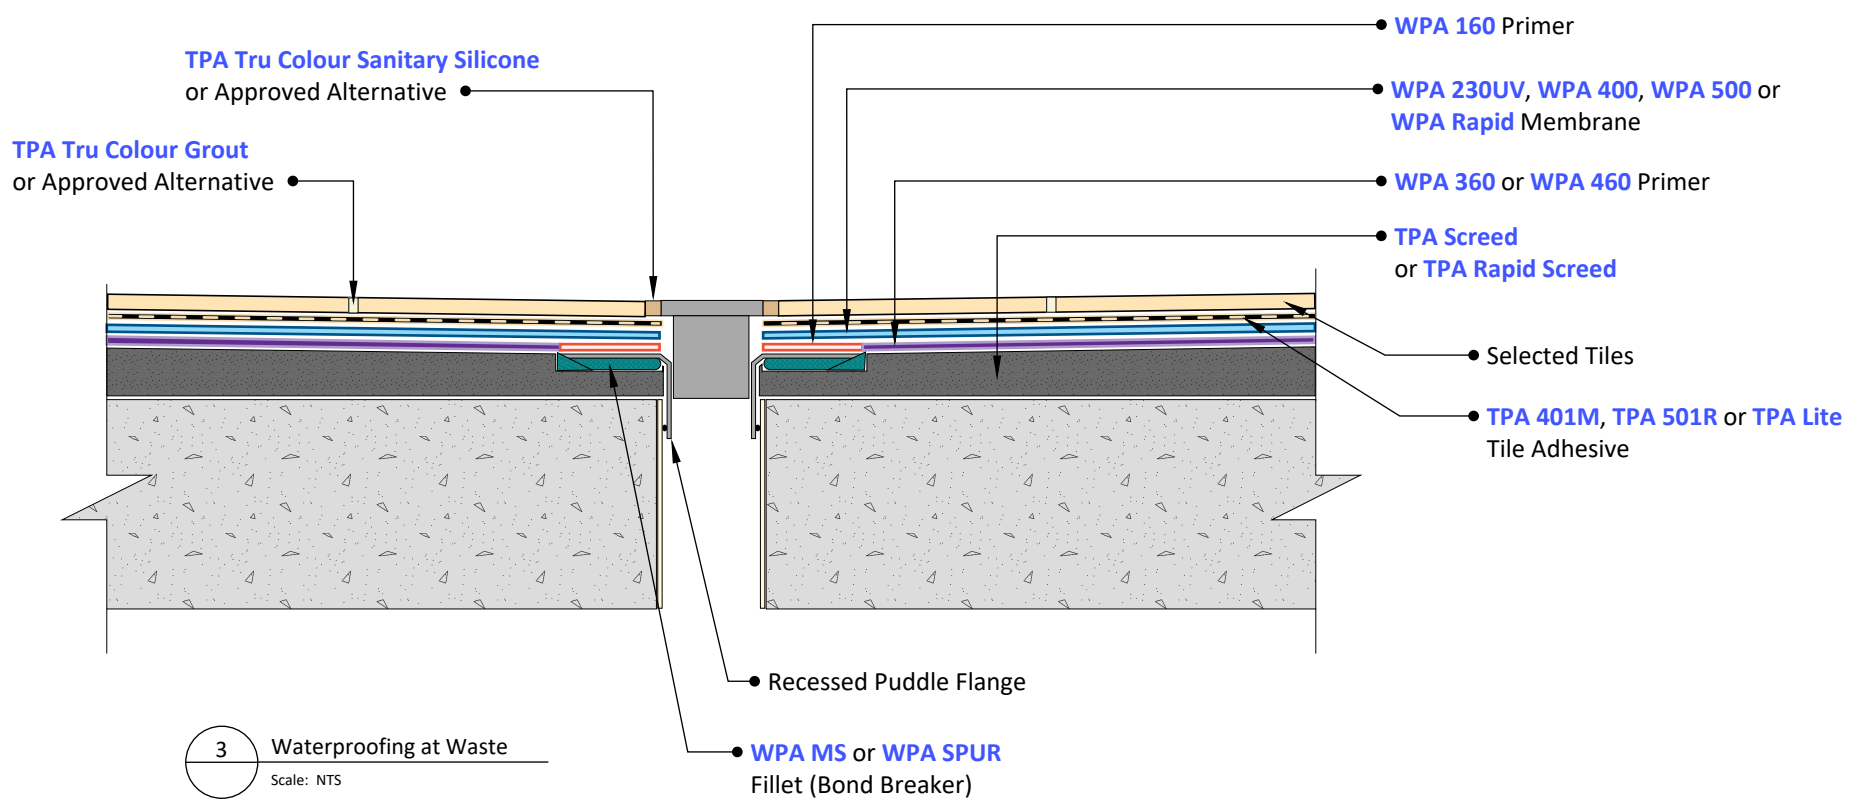 WPA 160 Primer
TPA Tru Colour Sanitary Silicone
or Approved Alternative
WPA 230UV, WPA 400, WPA 500 or
WPA Rapid Membrane
TPA Tru Colour Grout
or Approved Alternative
WPA 360 or WPA 460 Primer
TPA Screed
or TPA Rapid Screed
Selected Tiles
TPA 401M, TPA 501R or TPA Lite
Tile Adhesive
Recessed Puddle Flange
WPA MS or WPA SPUR
Fillet (Bond Breaker)
3 Waterproofing at Waste
Scale: NTS